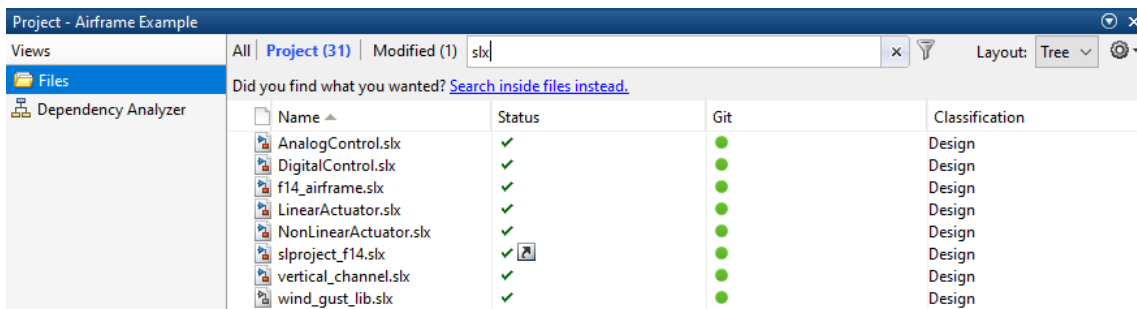 Project - Airframe Example
Views
All | Project (31) | Modified (1) slx Layout: Tree
Files
Did you find what you wanted? Search inside files instead.
Dependency Analyzer
Name Status Git Classification
AnalogControl.slx Design
DigitalControl.slx Design
f14_airframe.slx Design
LinearActuator.slx Design
NonLinearActuator.slx Design
slproject_f14.slx Design
vertical_channel.slx Design
wind_gust_lib.slx Design